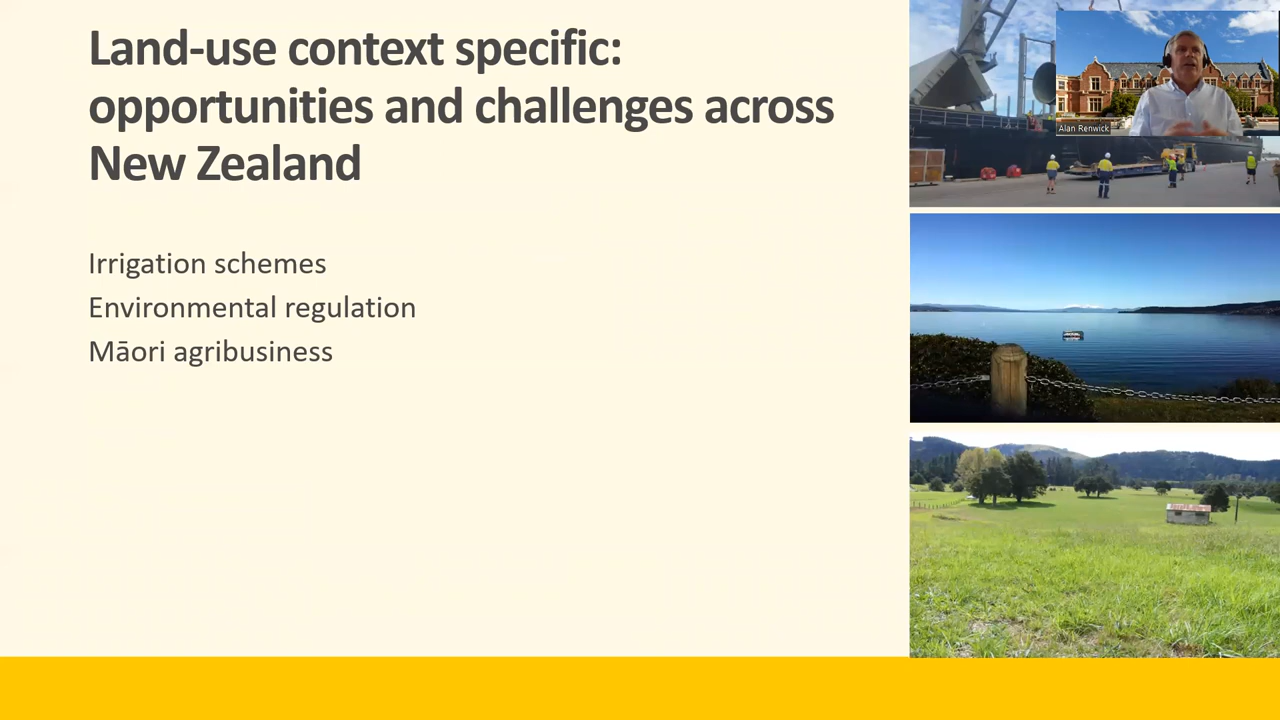 Land-use context specific:
opportunities and challenges across
New Zealand
Irrigation schemes
Environmental regulation
Māori agribusiness
Alan Renwick